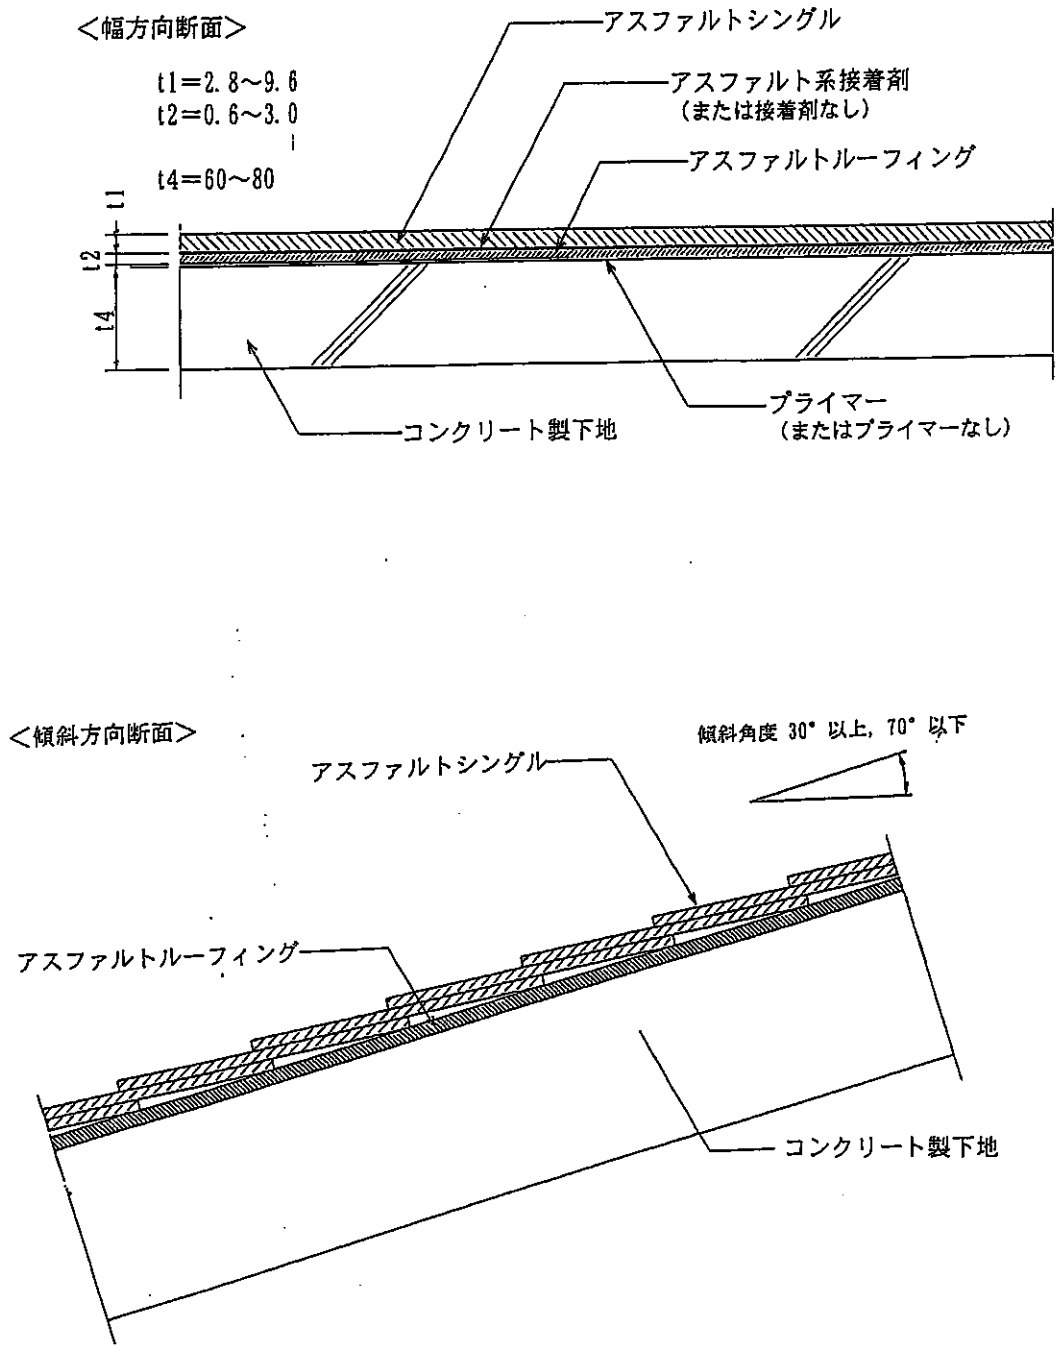 ＜幅方向断面＞
t1＝2.8～9.6
t2＝0.6～3.0
t4＝60～80
アスファルトシングル
アスファルト系接着剤
(または接着剤なし)
アスファルトルーフィング
t1
t2
t4
プライマー
(またはプライマーなし)
コンクリート製下地
＜傾斜方向断面＞
傾斜角度 30° 以上, 70° 以下
アスファルトシングル
アスファルトルーフィング
コンクリート製下地